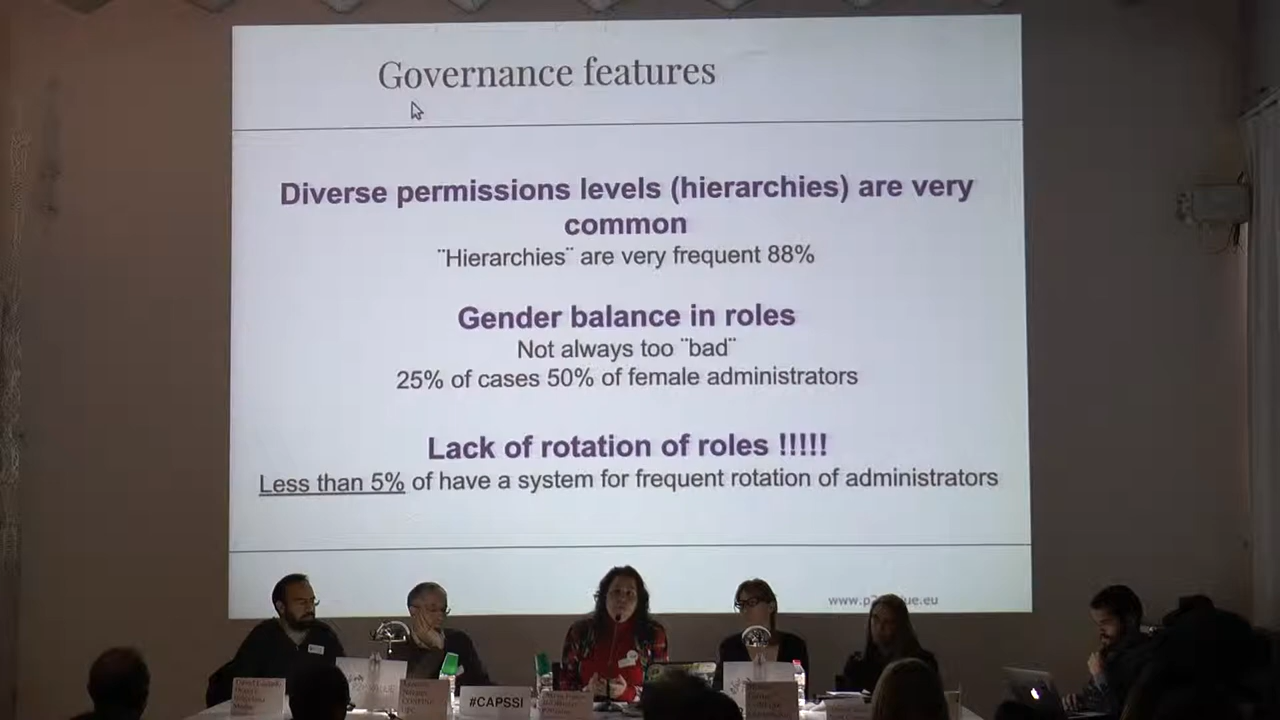 Governance features
Diverse permissions levels (hierarchies) are very
common
¨Hierarchies¨ are very frequent 88%
Gender balance in roles
Not always too ¨bad¨
25% of cases 50% of female administrators
Lack of rotation of roles !!!!!
Less than 5% of have a system for frequent rotation of administrators
#CAPSSI